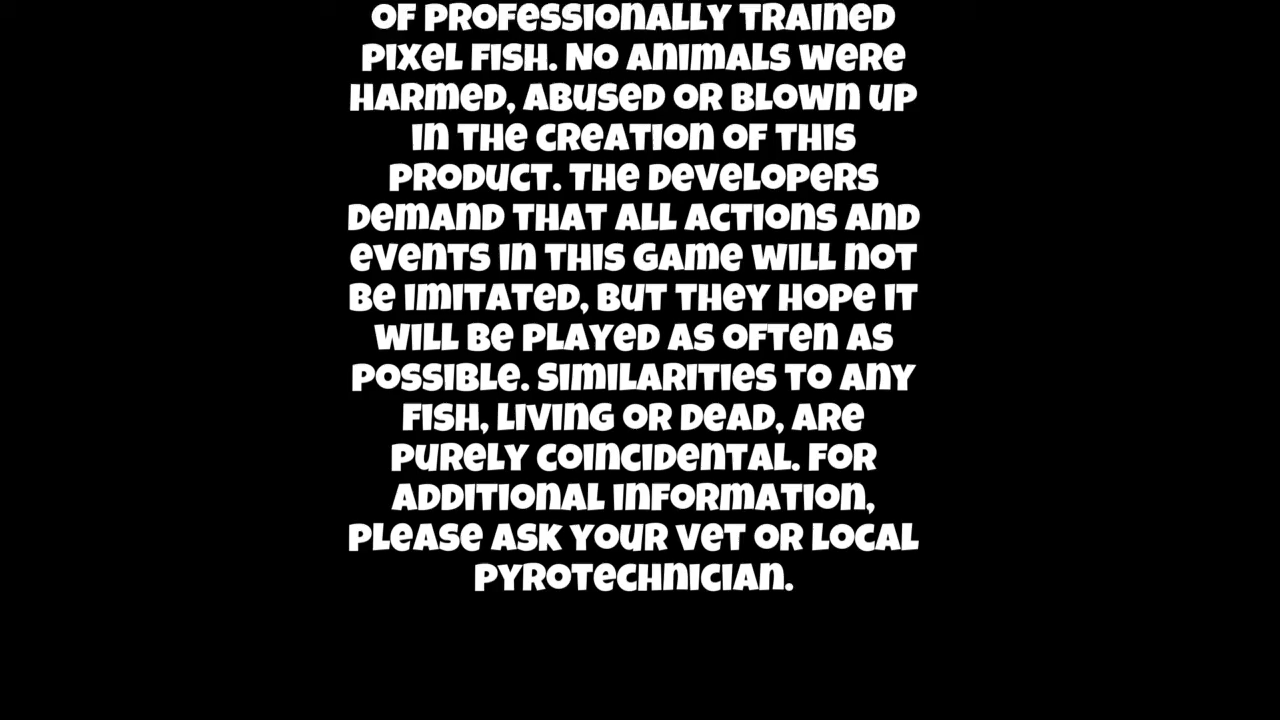 OF PROFESSIONALLY TRAINED
PIXEL FISH. NO ANIMALS WERE
HARMED, ABUSED OR BLOWN UP
IN THE CREATION OF THIS
PRODUCT. THE DEVELOPERS
DEMAND THAT ALL ACTIONS AND
EVENTS IN THIS GAME WILL NOT
BE IMITATED, BUT THEY HOPE IT
WILL BE PLAYED AS OFTEN AS
POSSIBLE. SIMILARITIES TO ANY
FISH, LIVING OR DEAD, ARE
PURELY COINCIDENTAL. FOR
ADDITIONAL INFORMATION,
PLEASE ASK YOUR VET OR LOCAL
PYROTECHNICIAN.